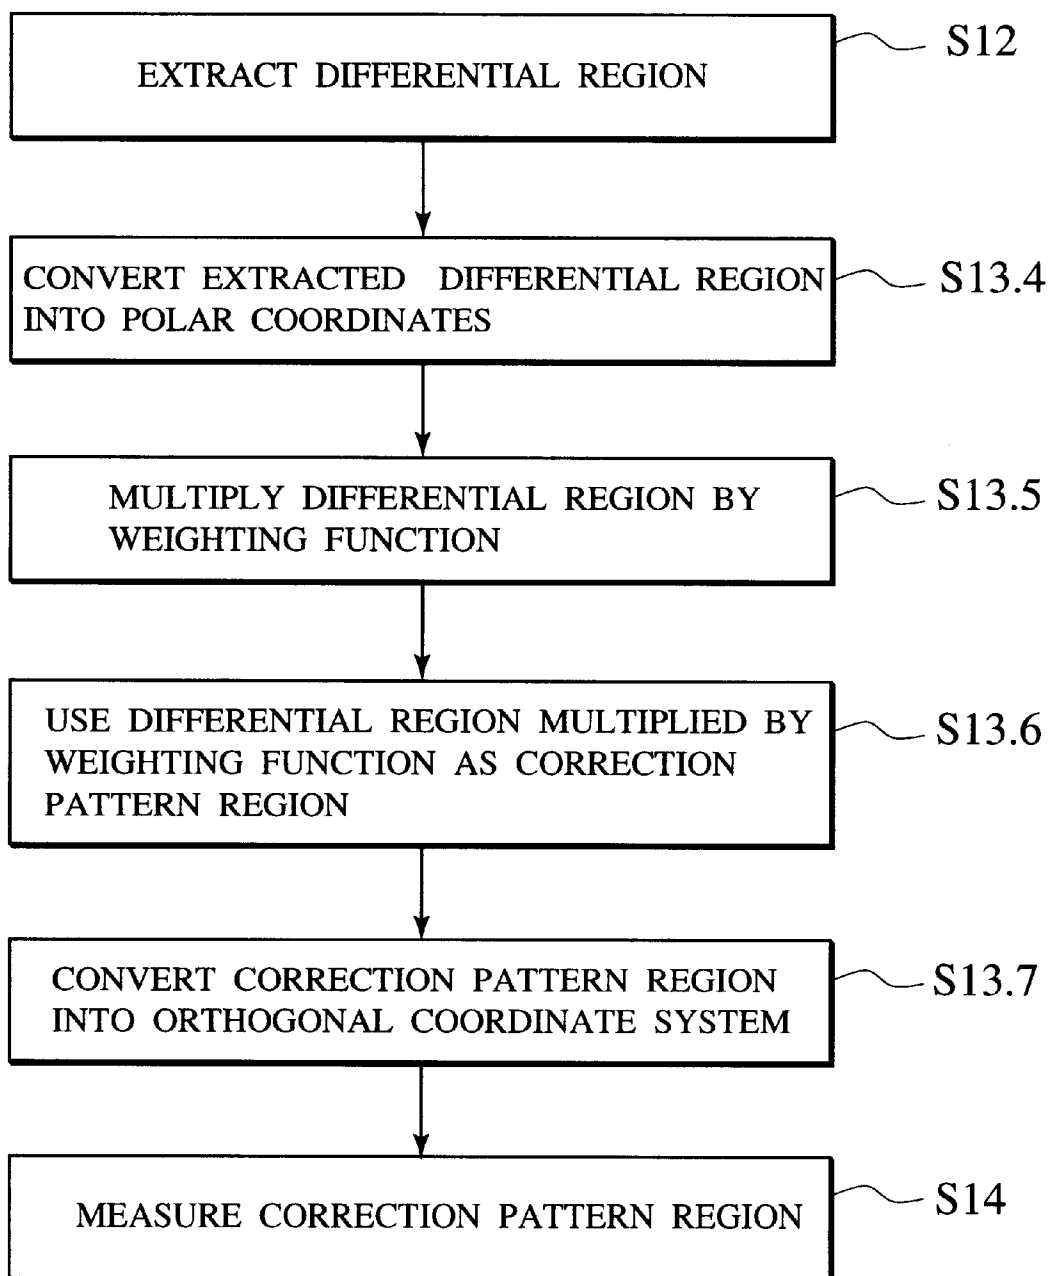 EXTRACT DIFFERENTIAL REGION
S12
CONVERT EXTRACTED DIFFERENTIAL REGION
INTO POLAR COORDINATES
S13.4
MULTIPLY DIFFERENTIAL REGION BY
WEIGHTING FUNCTION
S13.5
USE DIFFERENTIAL REGION MULTIPLIED BY
WEIGHTING FUNCTION AS CORRECTION
PATTERN REGION
S13.6
CONVERT CORRECTION PATTERN REGION
INTO ORTHOGONAL COORDINATE SYSTEM
S13.7
MEASURE CORRECTION PATTERN REGION
S14